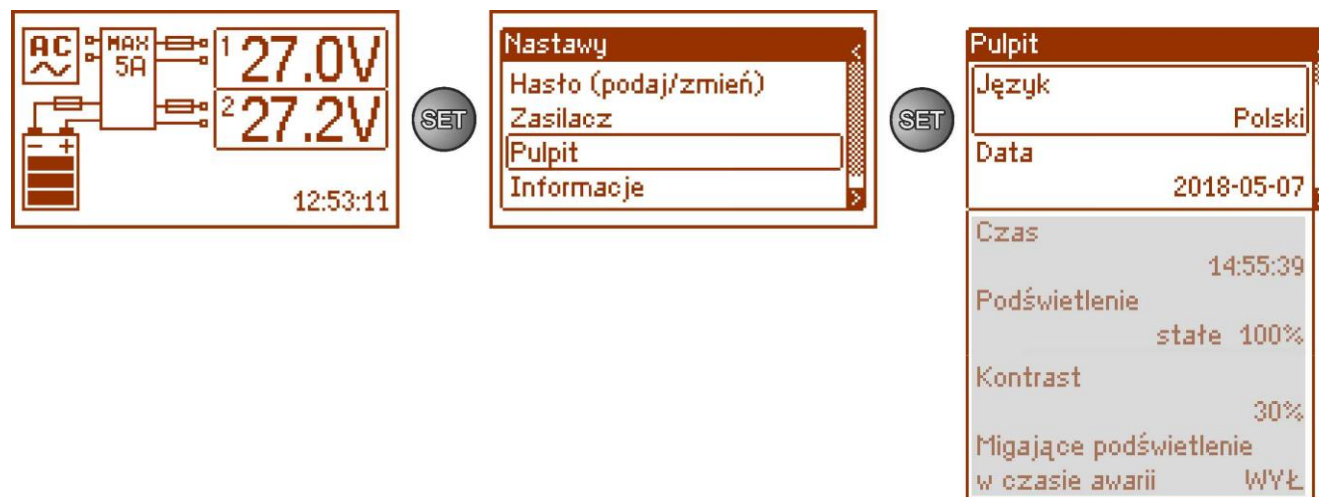 AC
MAX
5A
1 27.0V
2 27.2V
- +
12:53:11
SET
Nastawy
Hasło (podaj/zmień)
Zasilacz
Pulpit
Informacje
SET
Pulpit
Język
Polski
Data
2018-05-07
Czas
14:55:39
Podświetlenie
stałe 100%
Kontrast
30%
Migające podświetlenie
w czasie awarii WYŁ